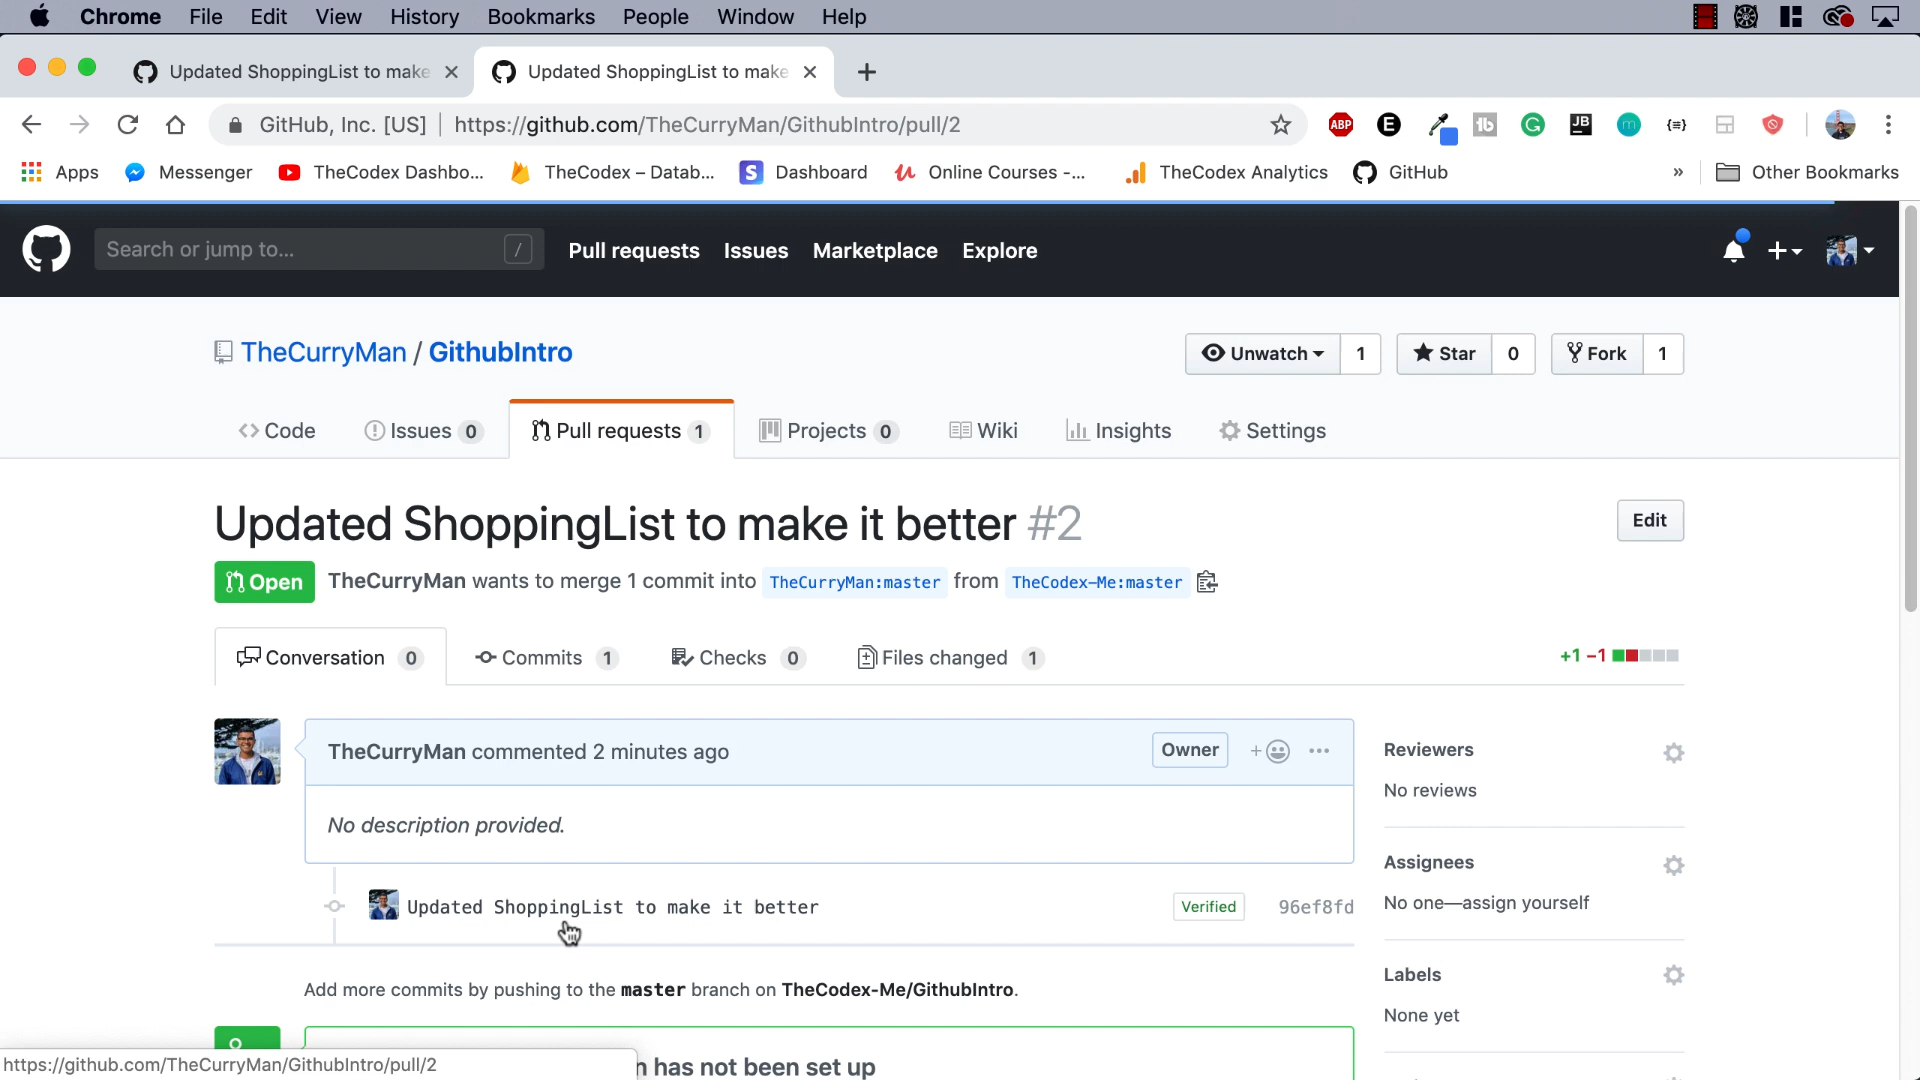 Chrome File Edit View History Bookmarks People Window Help
Updated ShoppingList to make
Updated ShoppingList to make
GitHub, Inc. [US] https://github.com/TheCurryMan/GithubIntro/pull/2
Apps Messenger TheCodex Dashbo... TheCodex – Datab... Dashboard Online Courses -... TheCodex Analytics GitHub » Other Bookmarks
Search or jump to... / Pull requests Issues Marketplace Explore
TheCurryMan / GithubIntro
Unwatch 1 Star 0 Fork 1
Code Issues 0 Pull requests 1 Projects 0 Wiki Insights Settings
Updated ShoppingList to make it better #2
Edit
Open TheCurryMan wants to merge 1 commit into TheCurryMan:master from TheCodex-Me:master
Conversation 0 Commits 1 Checks 0 Files changed 1 +1 −1
TheCurryMan commented 2 minutes ago Owner
No description provided.
Reviewers
No reviews
Assignees
No one—assign yourself
Updated ShoppingList to make it better Verified 96ef8fd
Labels
None yet
Add more commits by pushing to the master branch on TheCodex-Me/GithubIntro.
has not been set up
https://github.com/TheCurryMan/GithubIntro/pull/2